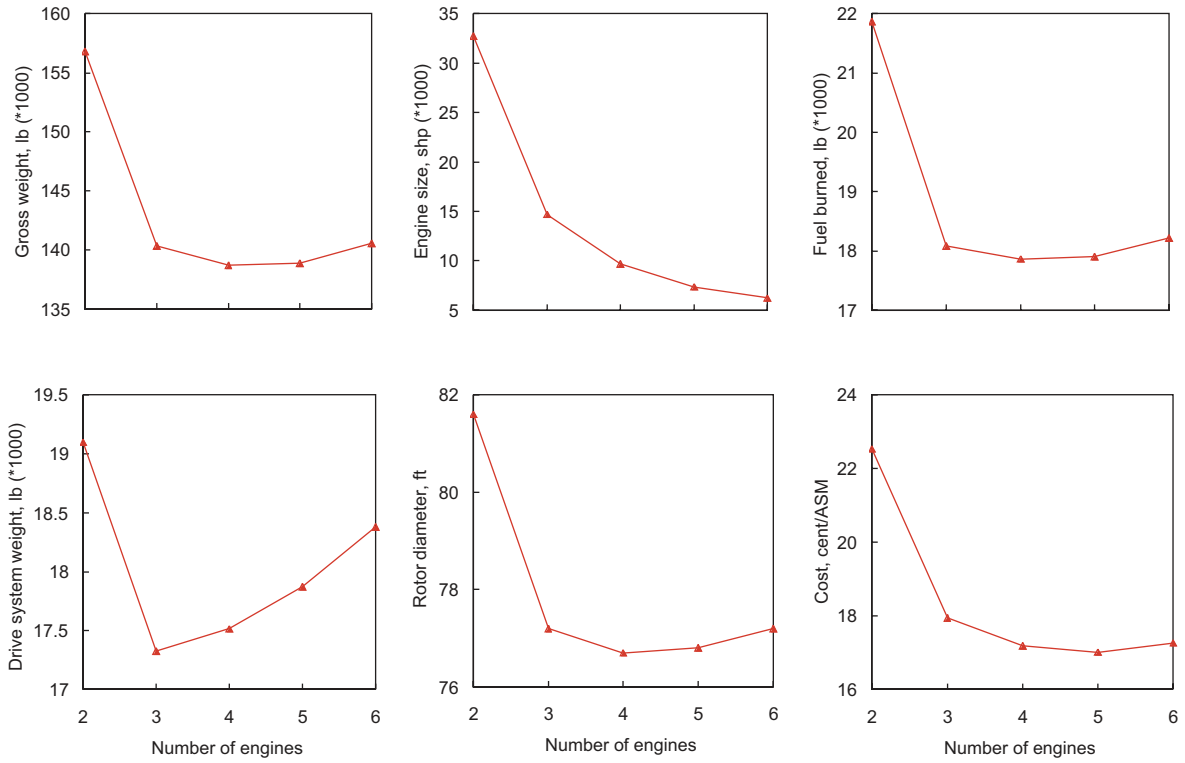 Gross weight, lb (*1000)
160
155
150
145
140
135
Engine size, shp (*1000)
35
30
25
20
15
10
5
Fuel burned, lb (*1000)
22
21
20
19
18
17
Drive system weight, lb (*1000)
19.5
19
18.5
18
17.5
17
2 3 4 5 6
Number of engines
Rotor diameter, ft
82
80
78
76
2 3 4 5 6
Number of engines
Cost, cent/ASM
24
22
20
18
16
2 3 4 5 6
Number of engines